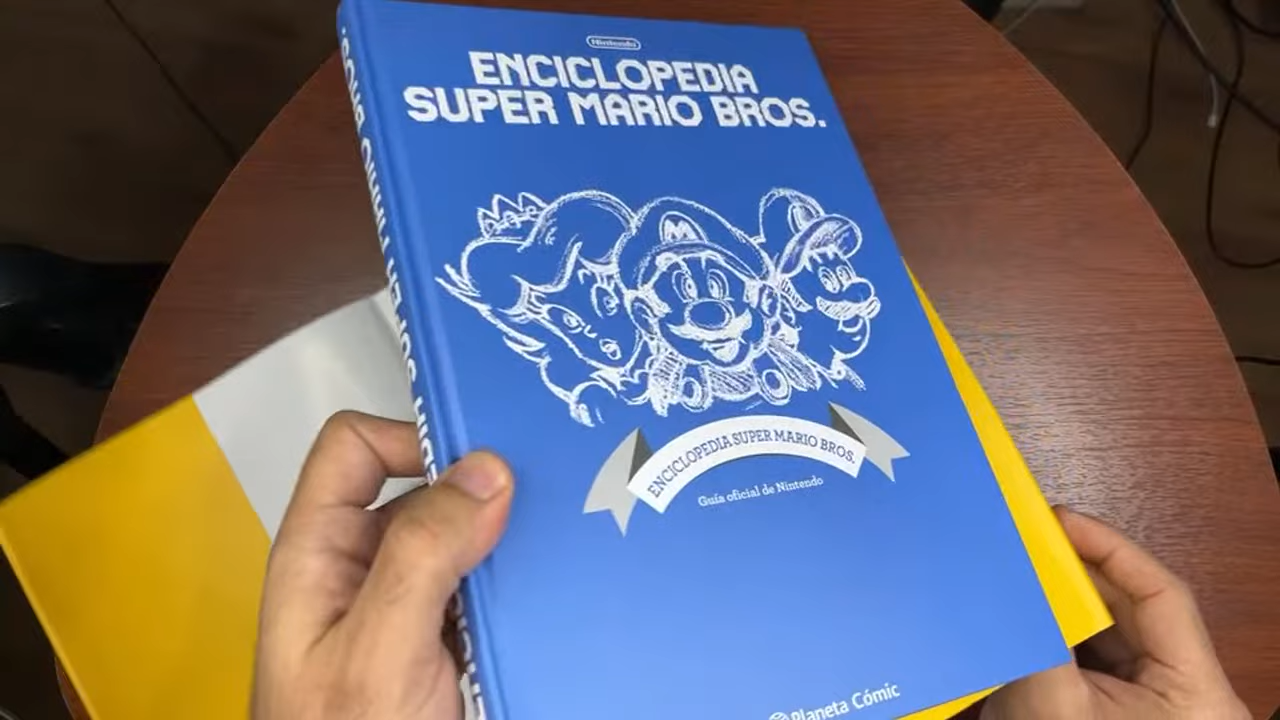 Nintendo
ENCICLOPEDIA
SUPER MARIO BROS.
M
ENCICLOPEDIA SUPER MARIO BROS.
Guía oficial de Nintendo
Planeta Cómic